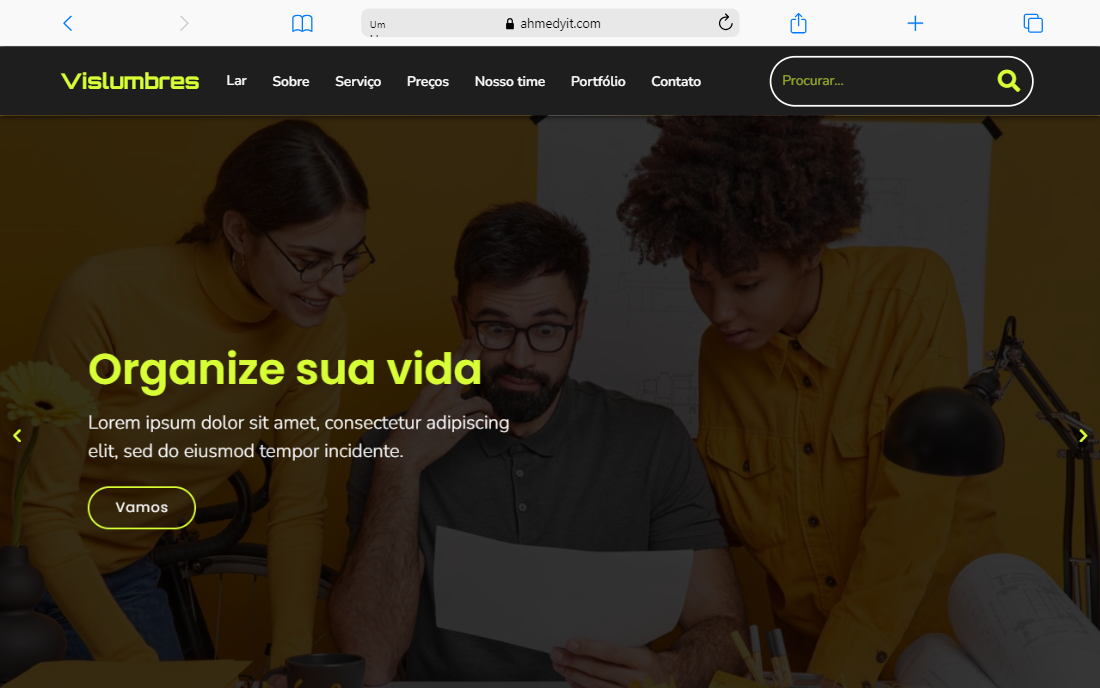 Um
ahmedyit.com
Vislumbres
Lar
Sobre
Serviço
Preços
Nosso time
Portfólio
Contato
Procurar...
Organize sua vida
Lorem ipsum dolor sit amet, consectetur adipiscing
elit, sed do eiusmod tempor incidente.
Vamos